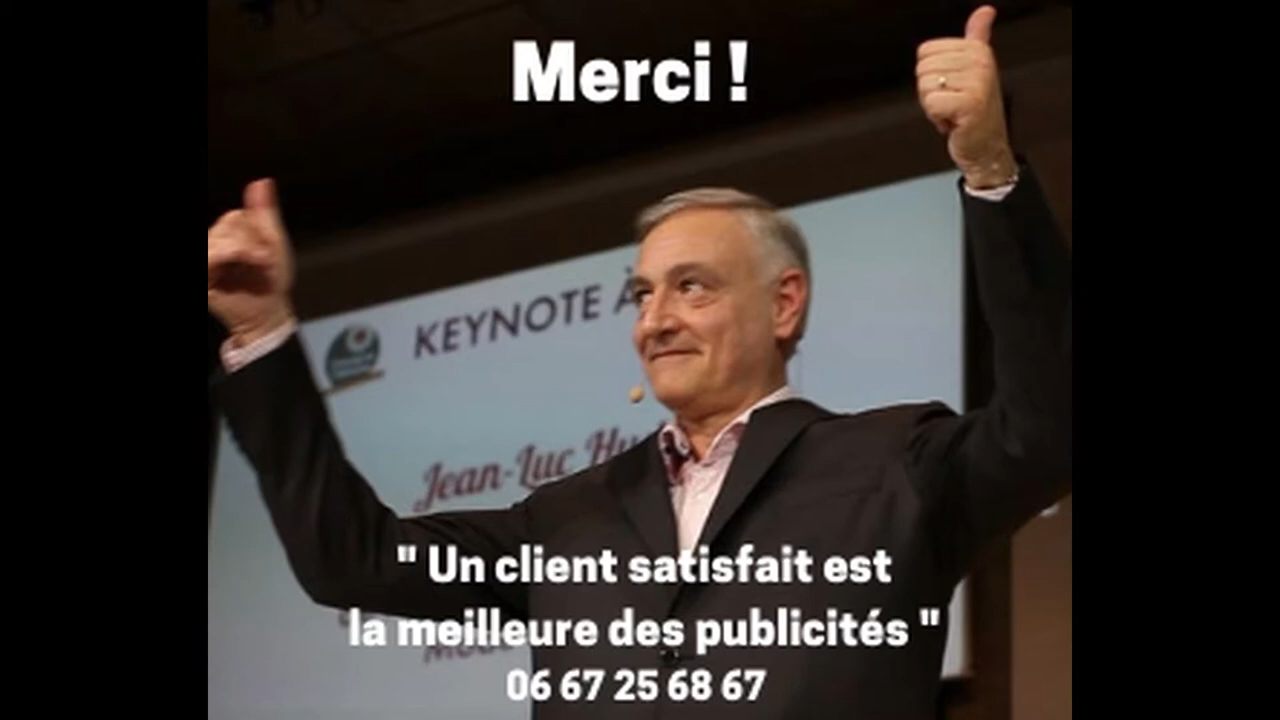 Merci !
KEYNOTE À
Jean-Luc
" Un client satisfait est
la meilleure des publicités "
06 67 25 68 67